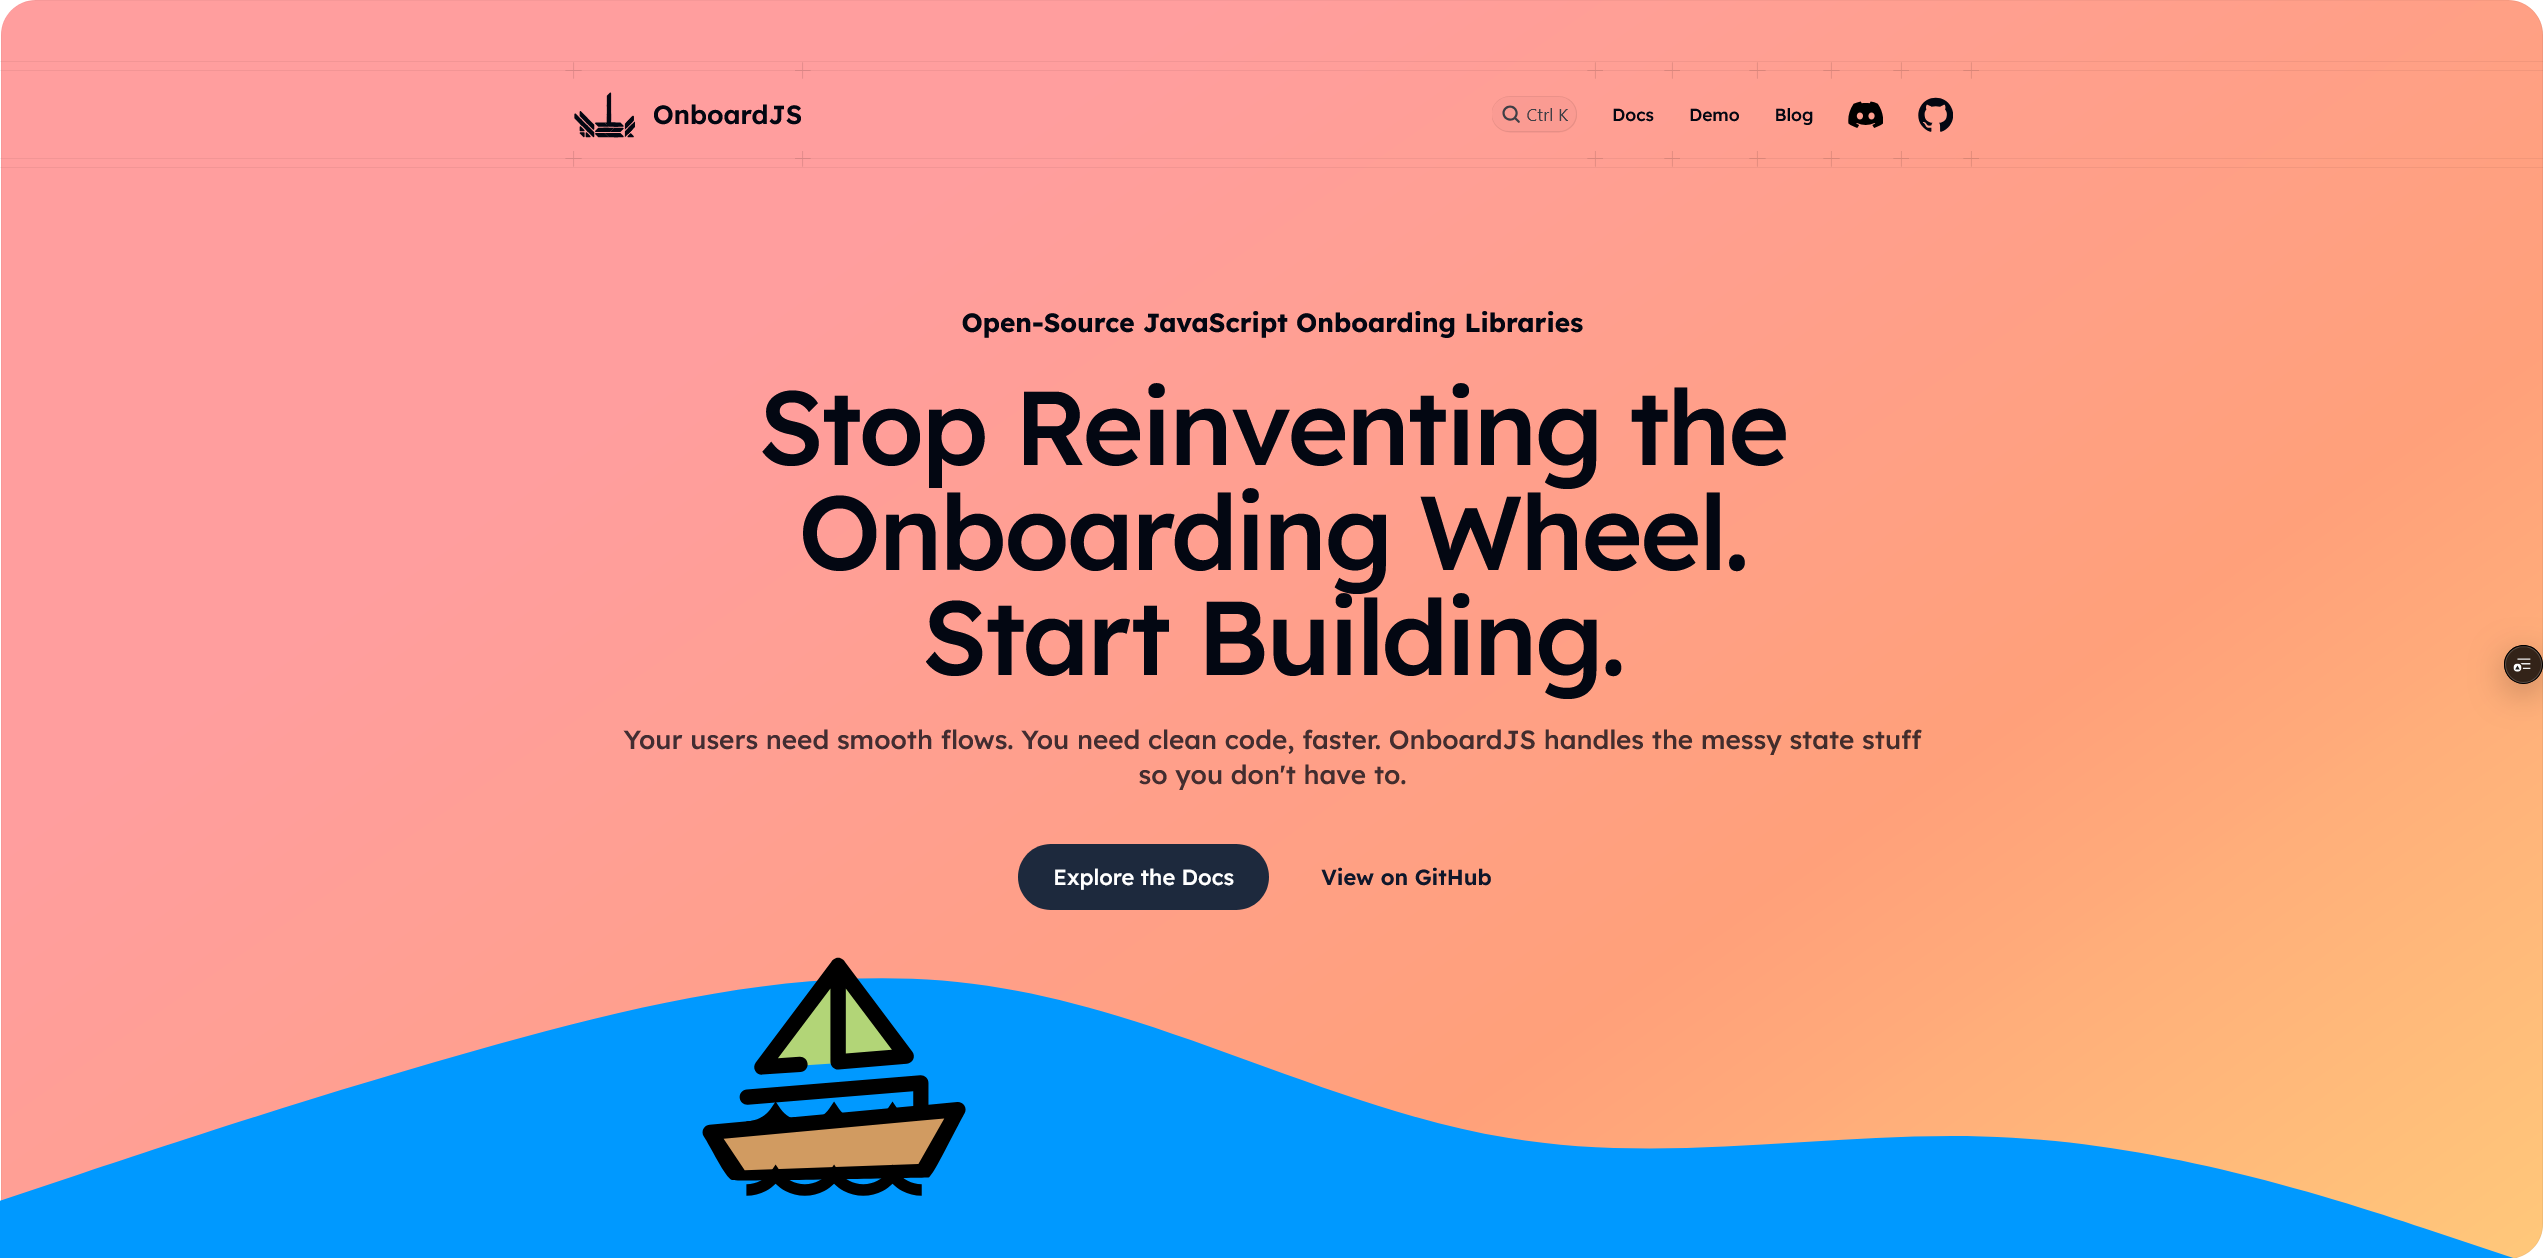 OnboardJS
Ctrl K
Docs
Demo
Blog
Open-Source JavaScript Onboarding Libraries
Stop Reinventing the
Onboarding Wheel.
Start Building.
Your users need smooth flows. You need clean code, faster. OnboardJS handles the messy state stuff
so you don't have to.
Explore the Docs
View on GitHub